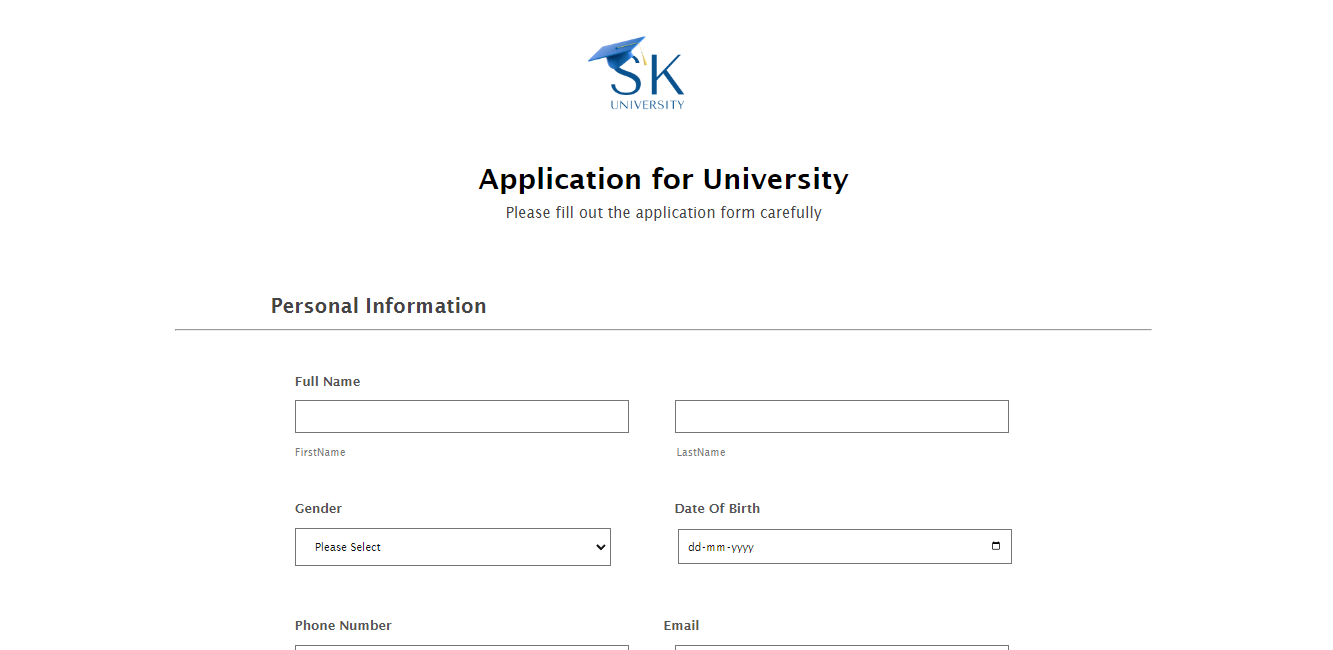 SK
UNIVERSITY
Application for University
Please fill out the application form carefully
Personal Information
Full Name
FirstName
LastName
Gender
Date Of Birth
Please Select
dd-mm-yyyy
Phone Number
Email